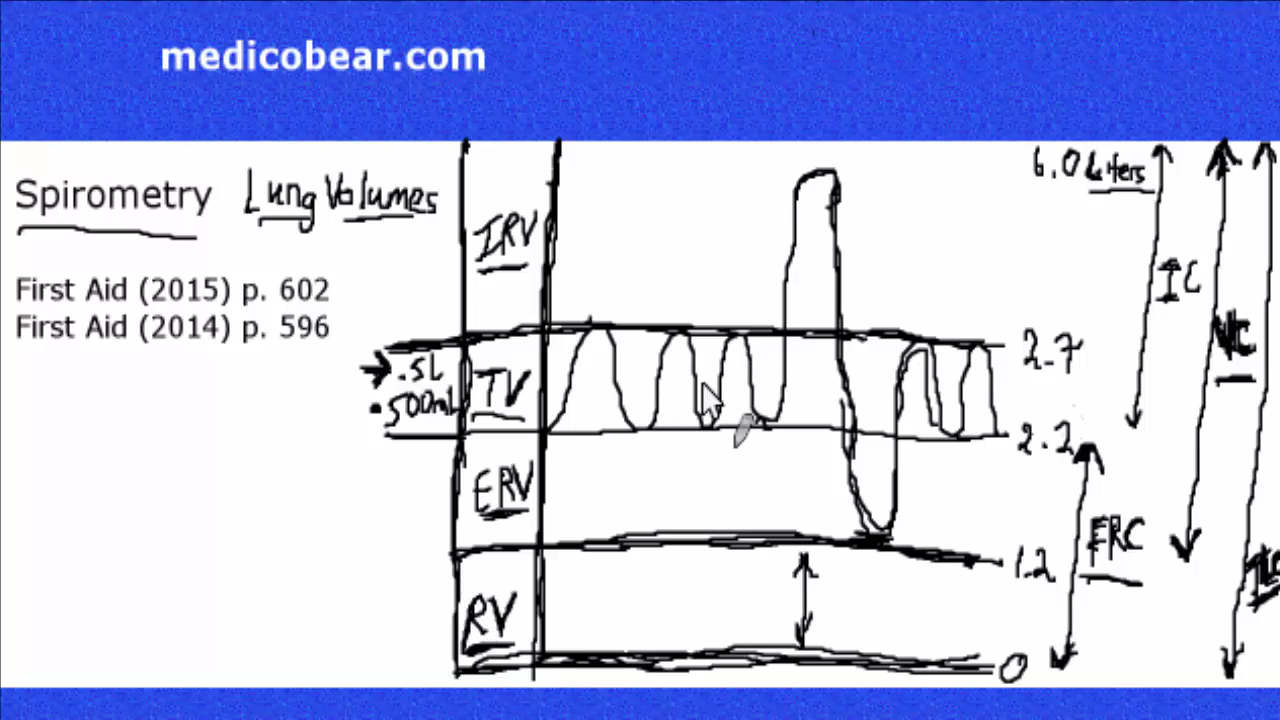 medicobear.com
Spirometry Lung Volumes
First Aid (2015) p. 602
First Aid (2014) p. 596
6.0 Liters
IRV
IC
VC
2.7
.5L
500mL
TV
2.2
ERV
FRC
1.2
TLC
RV
0